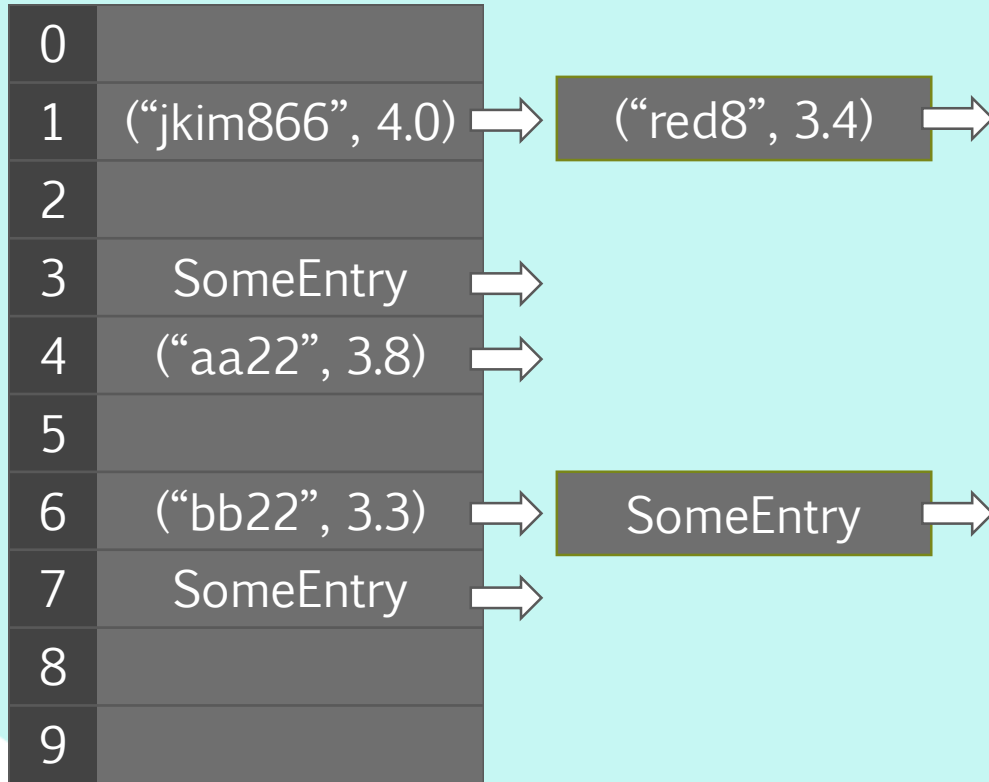 0
1 (“jkim866”, 4.0) (“red8”, 3.4)
2
3 SomeEntry
4 (“aa22”, 3.8)
5
6 (“bb22”, 3.3) SomeEntry
7 SomeEntry
8
9